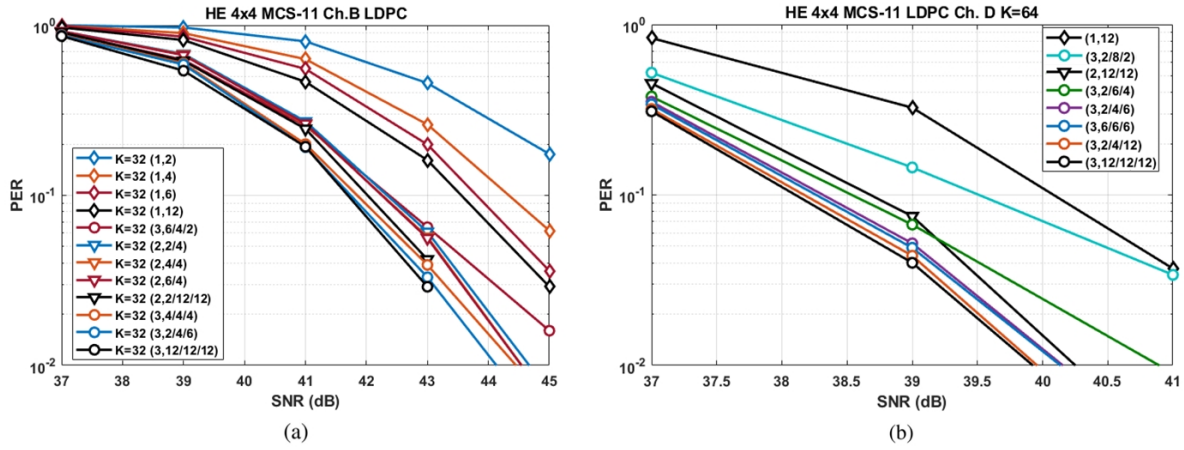 HE 4x4 MCS-11 Ch.B LDPC
PER
10^0
10^-1
10^-2
K=32 (1,2)
K=32 (1,4)
K=32 (1,6)
K=32 (1,12)
K=32 (3,6/4/2)
K=32 (2,2/4)
K=32 (2,4/4)
K=32 (2,6/4)
K=32 (2,2/12/12)
K=32 (3,4/4/4)
K=32 (3,2/4/6)
K=32 (3,12/12/12)
37 38 39 40 41 42 43 44 45
SNR (dB)
(a)
HE 4x4 MCS-11 LDPC Ch. D K=64
PER
10^0
10^-1
10^-2
(1,12)
(3,2/8/2)
(2,12/12)
(3,2/6/4)
(3,2/4/6)
(3,6/6/6)
(3,2/4/12)
(3,12/12/12)
37 37.5 38 38.5 39 39.5 40 40.5 41
SNR (dB)
(b)